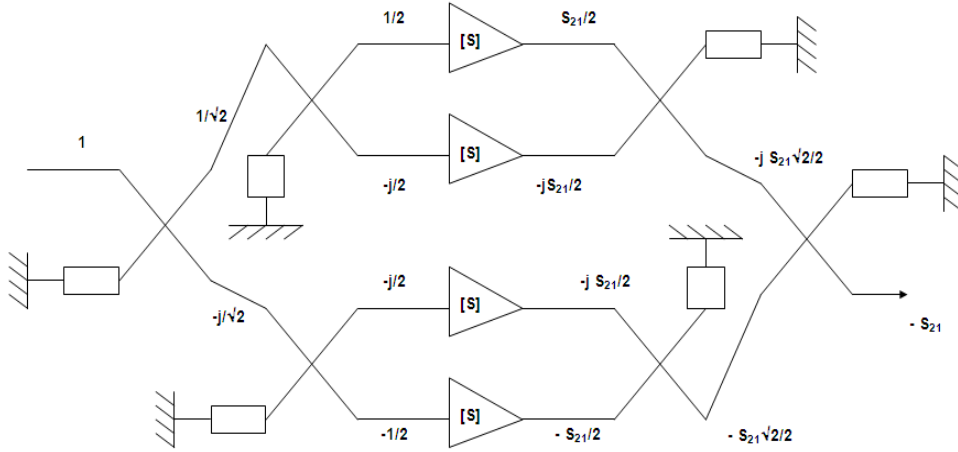 1/2
S21/2
[S]
1/√2
1
[S]
-j/2
-jS21/2
-j S21√2/2
-j/2
-j S21/2
-j/√2
[S]
- S21
[S]
-1/2
- S21/2
- S21√2/2